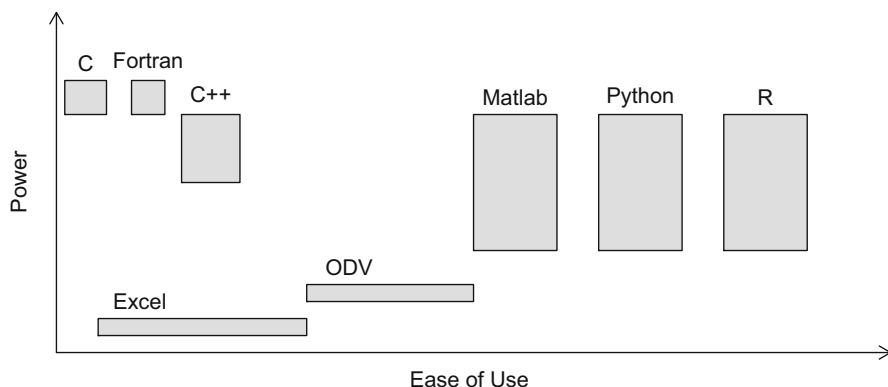 C
Fortran
C++
Matlab
Python
R
Power
ODV
Excel
Ease of Use